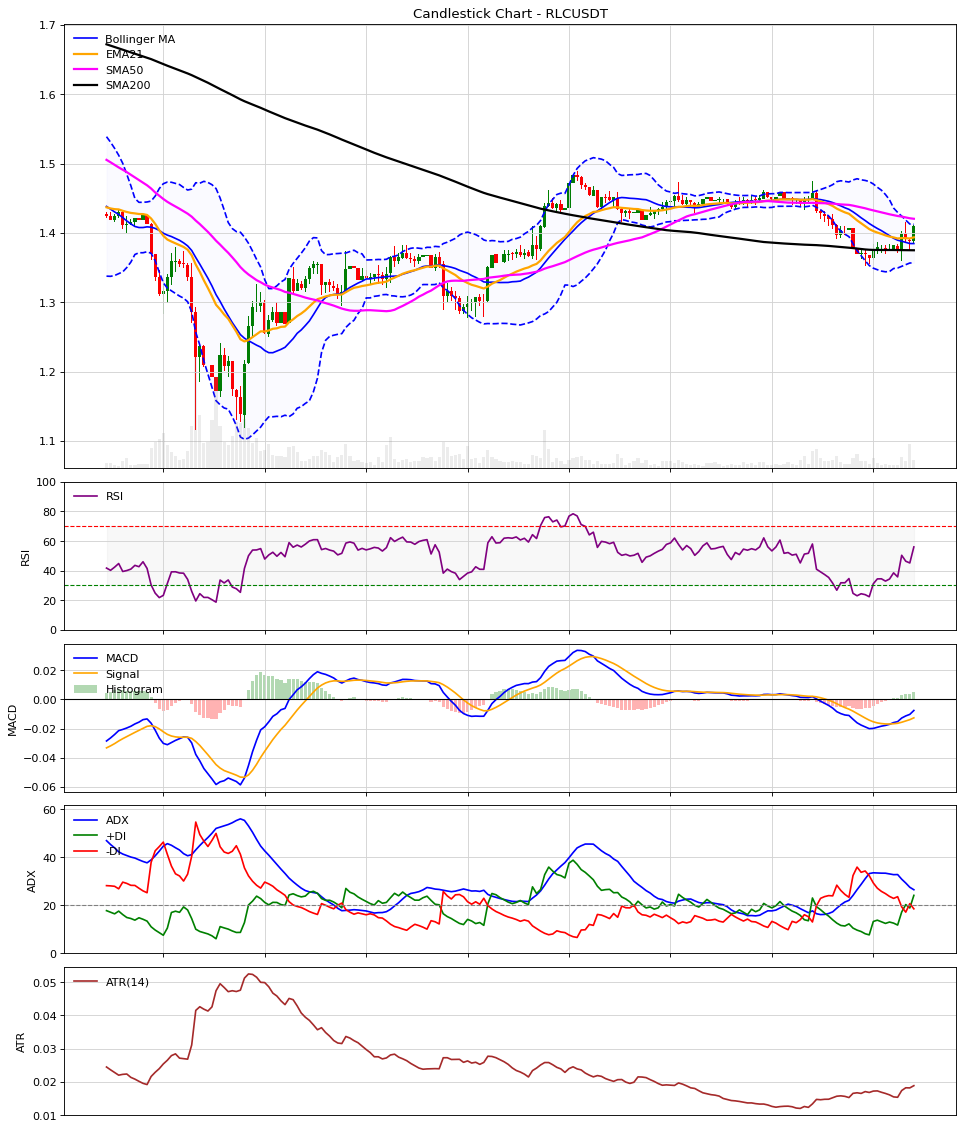 Candlestick Chart - RLCUSDT
1.7
1.6
1.5
1.4
1.3
1.2
1.1
Bollinger MA
EMA21
SMA50
SMA200
RSI
100
80
60
40
20
0
RSI
MACD
0.02
0.00
−0.02
−0.04
−0.06
MACD
Signal
Histogram
ADX
60
40
20
0
ADX
+DI
-DI
ATR
0.05
0.04
0.03
0.02
0.01
ATR(14)